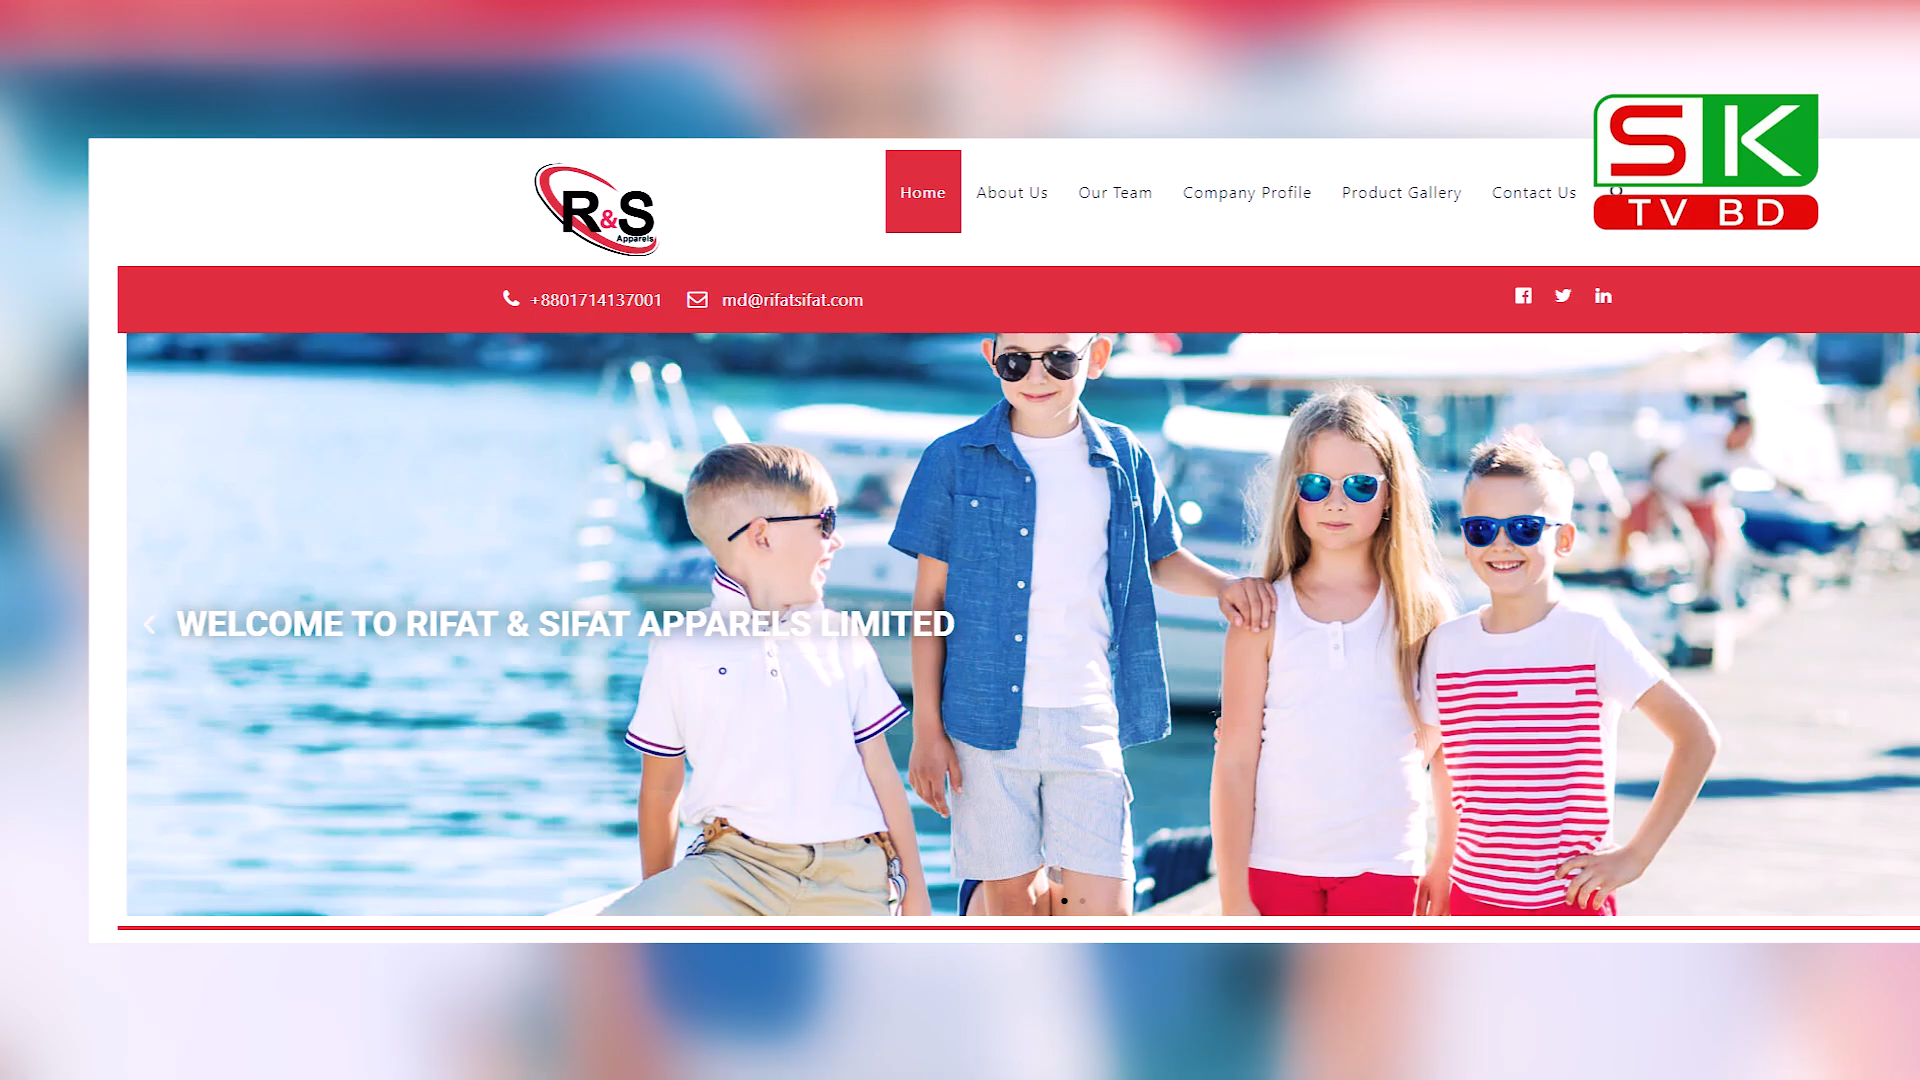 SK
TV BD
R&S
Apparels
Home About Us Our Team Company Profile Product Gallery Contact Us
+8801714137001 md@rifatsifat.com
WELCOME TO RIFAT & SIFAT APPARELS LIMITED